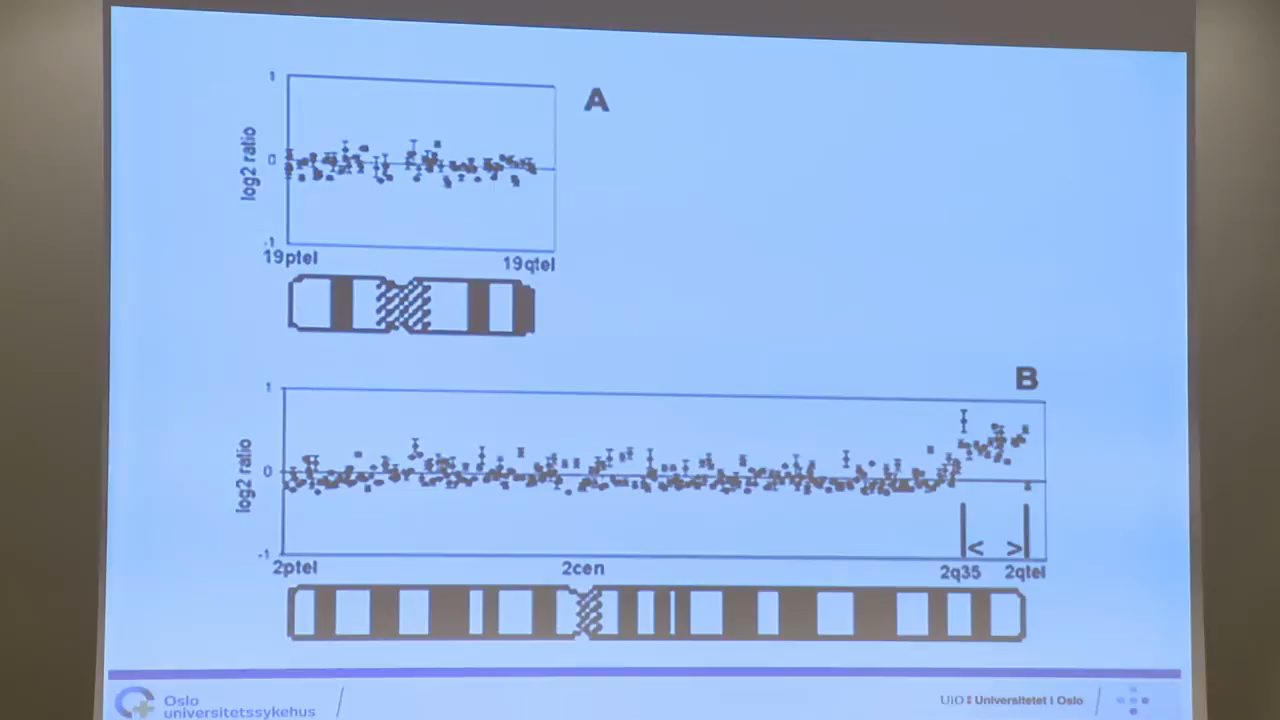 A
1
log2 ratio
0
-1
19ptel
19qtel
B
1
log2 ratio
0
-1
< >
2ptel
2cen
2q35
2qtel
Oslo
universitetssykehus
UiO Universitetet i Oslo